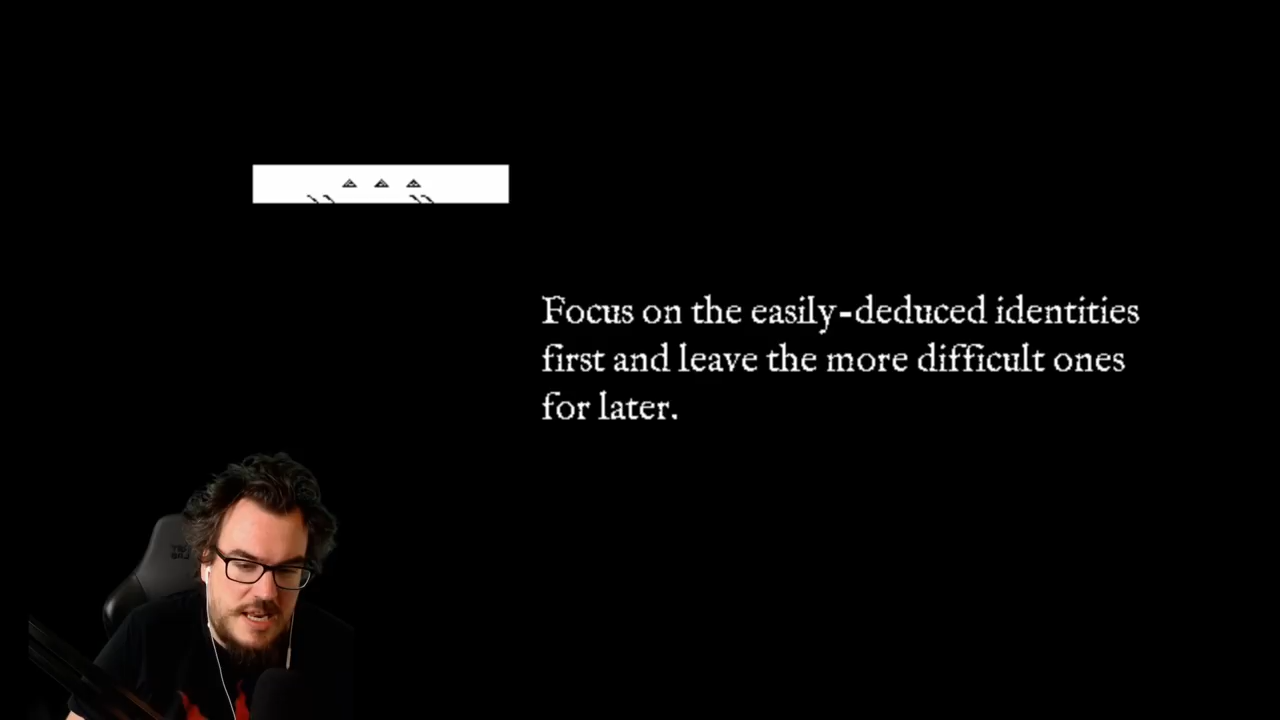 Focus on the easily-deduced identities
first and leave the more difficult ones
for later.